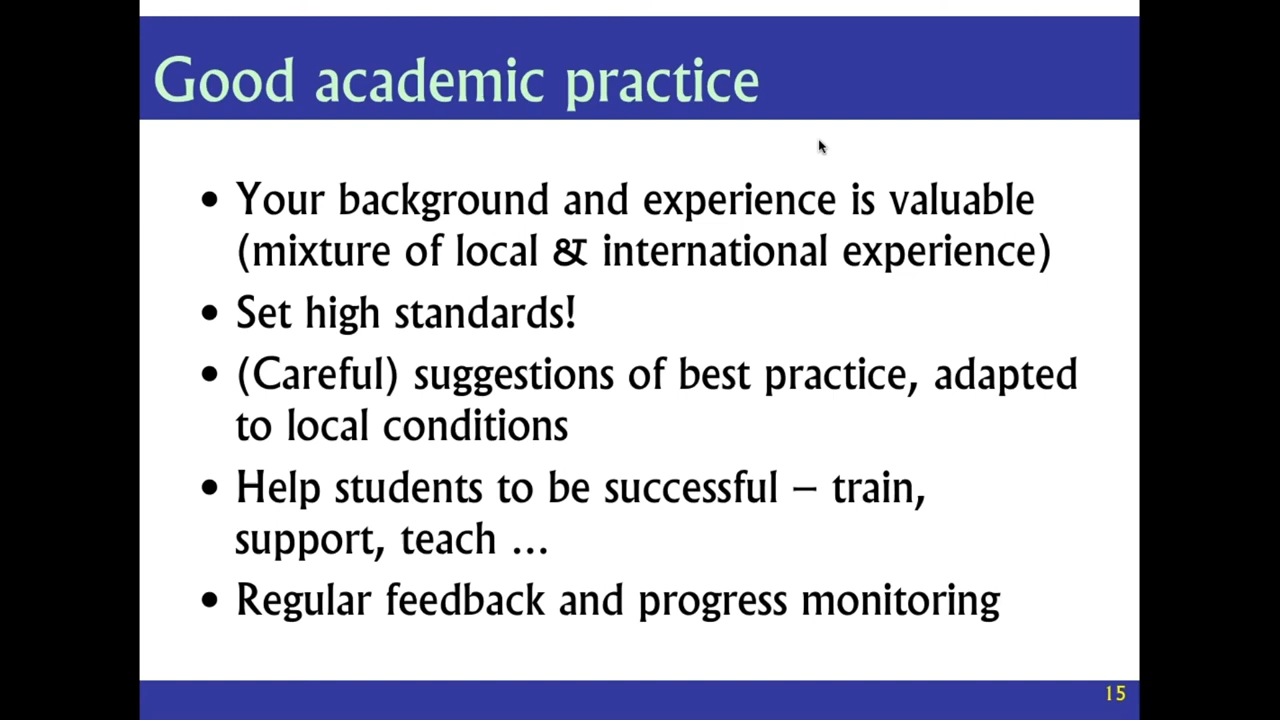 Good academic practice
• Your background and experience is valuable
(mixture of local & international experience)
• Set high standards!
• (Careful) suggestions of best practice, adapted
to local conditions
• Help students to be successful – train,
support, teach ...
• Regular feedback and progress monitoring
15